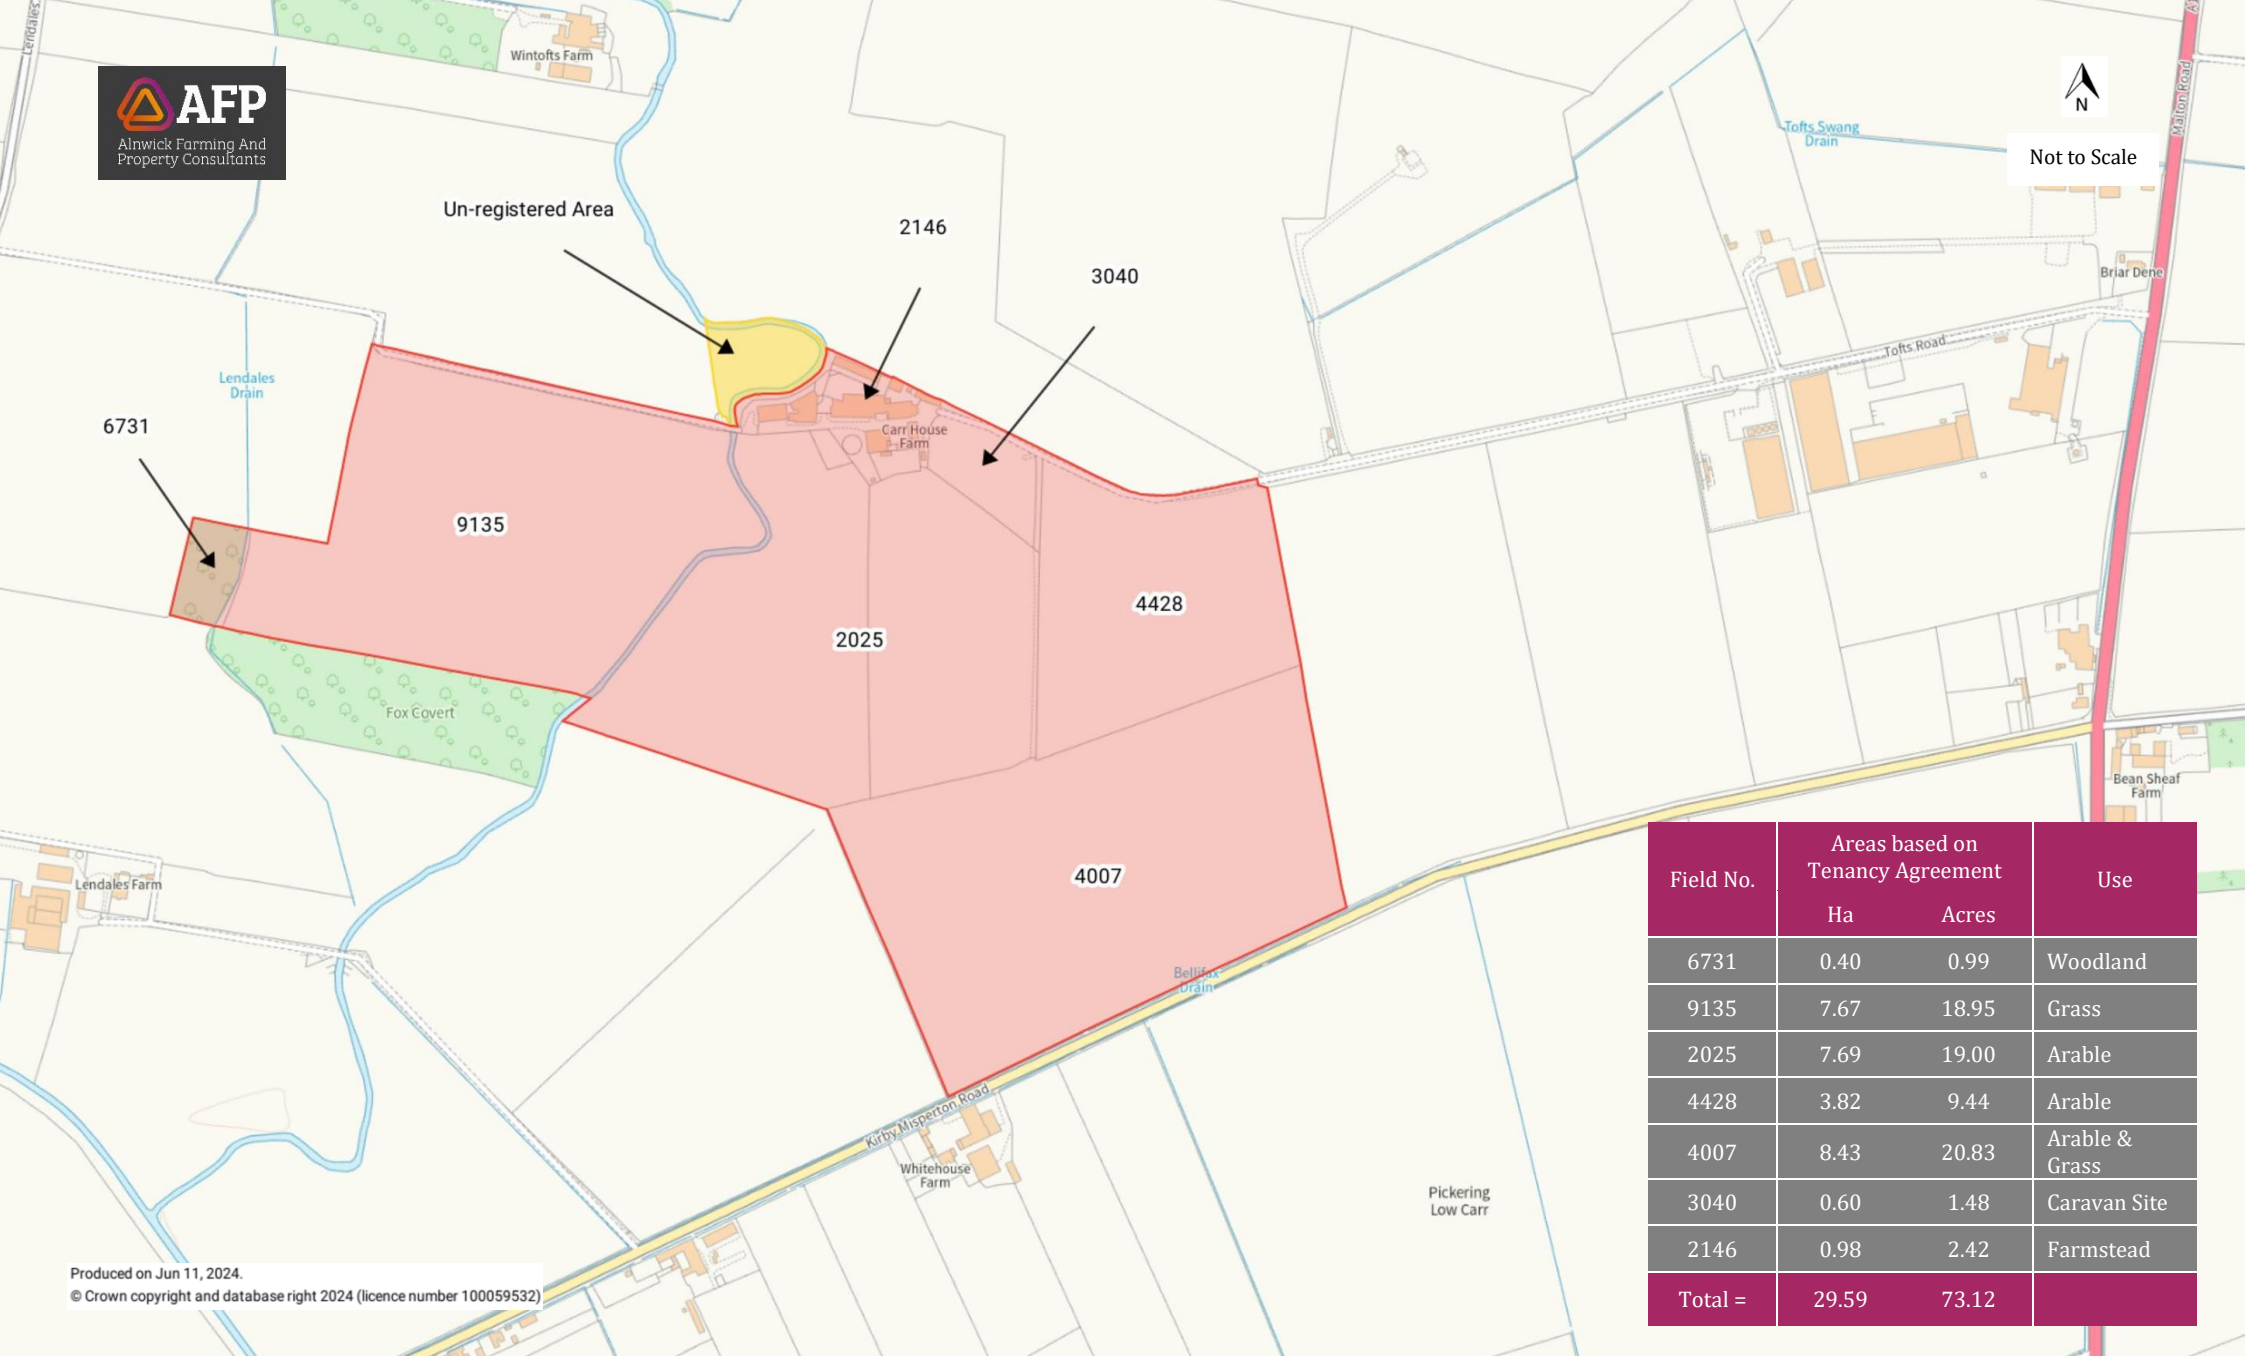 Lendales
Wintofts Farm
AFP
Alnwick Farming And
Property Consultants
N
Not to Scale
Malton Road
Tofts Swang
Drain
Un-registered Area
2146
3040
Briar Dene
Tofts Road
Lendales
Drain
6731
Carr House
Farm
9135
4428
2025
Fox Covert
Bean Sheaf
Farm
Lendales Farm
4007
Bellifax
Drain
Kirby Misperton Road
Whitehouse
Farm
Pickering
Low Carr
Field No.
Areas based on
Tenancy Agreement
Use
Ha Acres
6731 0.40 0.99 Woodland
9135 7.67 18.95 Grass
2025 7.69 19.00 Arable
4428 3.82 9.44 Arable
4007 8.43 20.83 Arable &
Grass
3040 0.60 1.48 Caravan Site
2146 0.98 2.42 Farmstead
Total = 29.59 73.12
Produced on Jun 11, 2024.
© Crown copyright and database right 2024 (licence number 100059532)